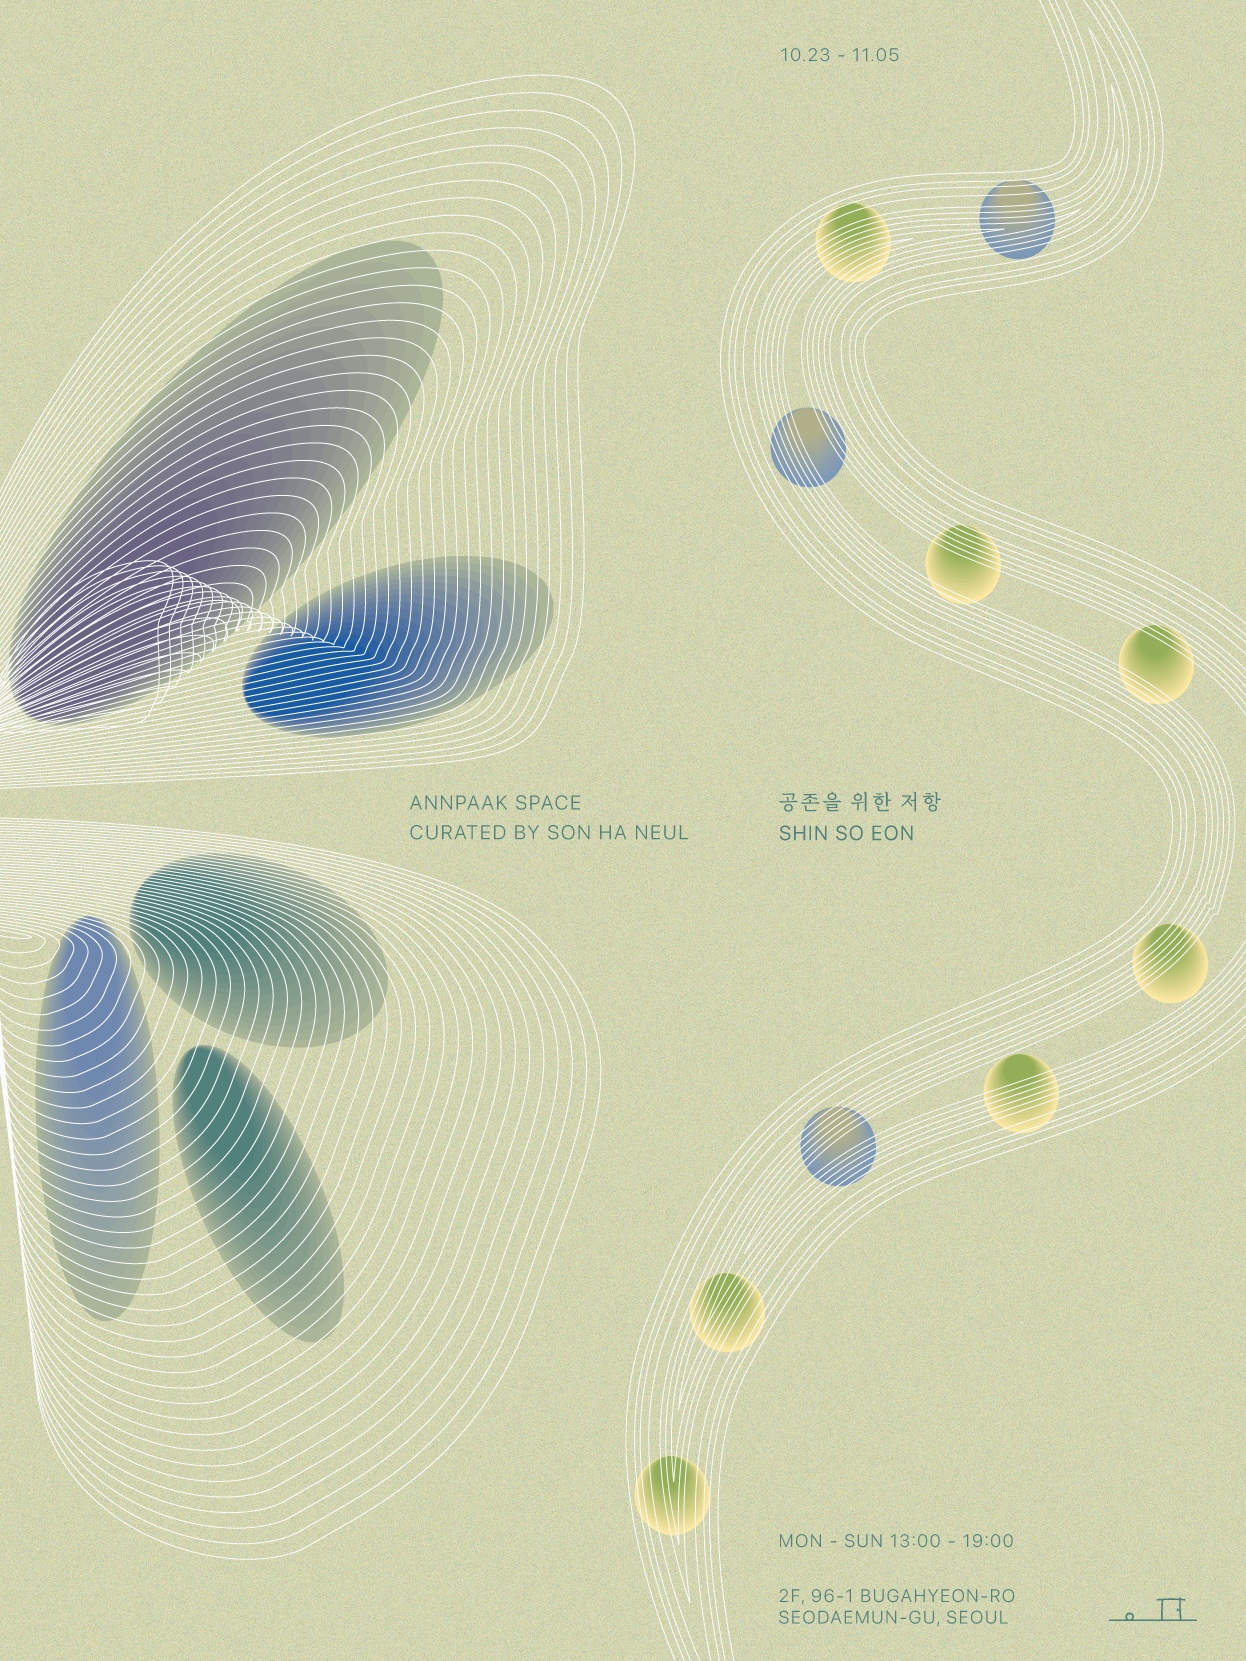 10.23 - 11.05
ANNPAAK SPACE
CURATED BY SON HA NEUL
공존을 위한 저항
SHIN SO EON
MON - SUN 13:00 - 19:00
2F, 96-1 BUGAHYEON-RO
SEODAEMUN-GU, SEOUL